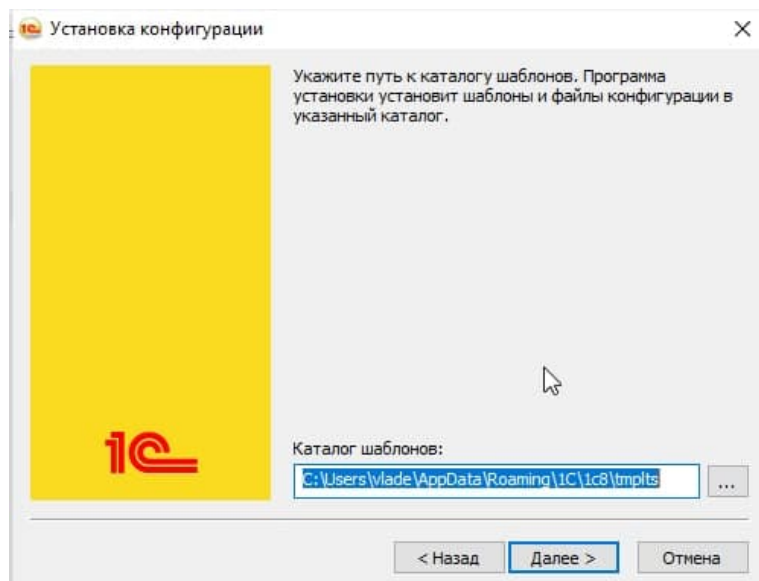 1С Установка конфигурации
Укажите путь к каталогу шаблонов. Программа
установки установит шаблоны и файлы конфигурации в
указанный каталог.
1С
Каталог шаблонов:
C:\Users\vlade\AppData\Roaming\1C\1c8\tmplts
...
< Назад Далее > Отмена